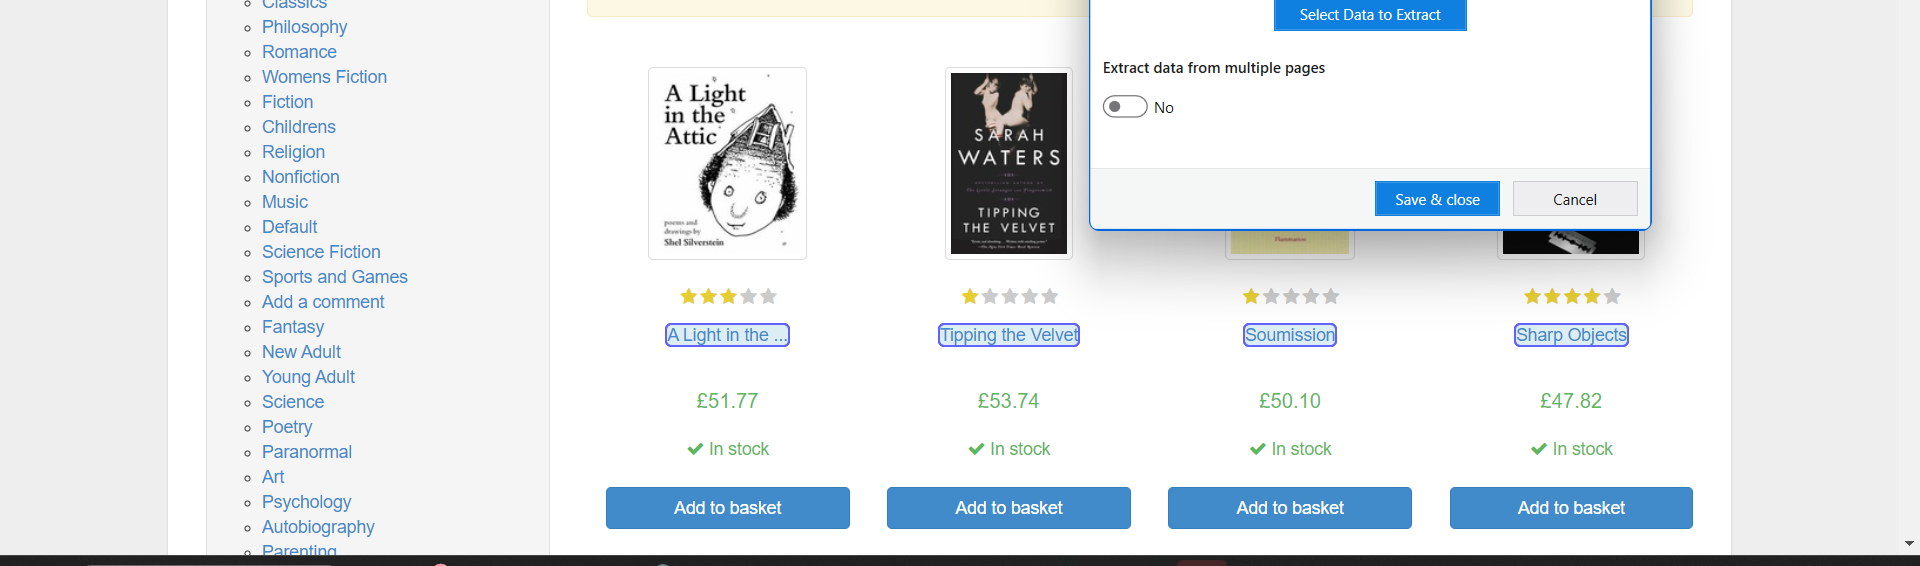 Classics
Philosophy
Romance
Womens Fiction
Fiction
Childrens
Religion
Nonfiction
Music
Default
Science Fiction
Sports and Games
Add a comment
Fantasy
New Adult
Young Adult
Science
Poetry
Paranormal
Art
Psychology
Autobiography
Parenting
Select Data to Extract
Extract data from multiple pages
No
Save & close
Cancel
A Light
in the
Attic
poems and
drawings by
Shel Silverstein
SARAH
WATERS
TIPPING
THE VELVET
Flammarion
A Light in the ...
Tipping the Velvet
Soumission
Sharp Objects
£51.77
£53.74
£50.10
£47.82
In stock
In stock
In stock
In stock
Add to basket
Add to basket
Add to basket
Add to basket